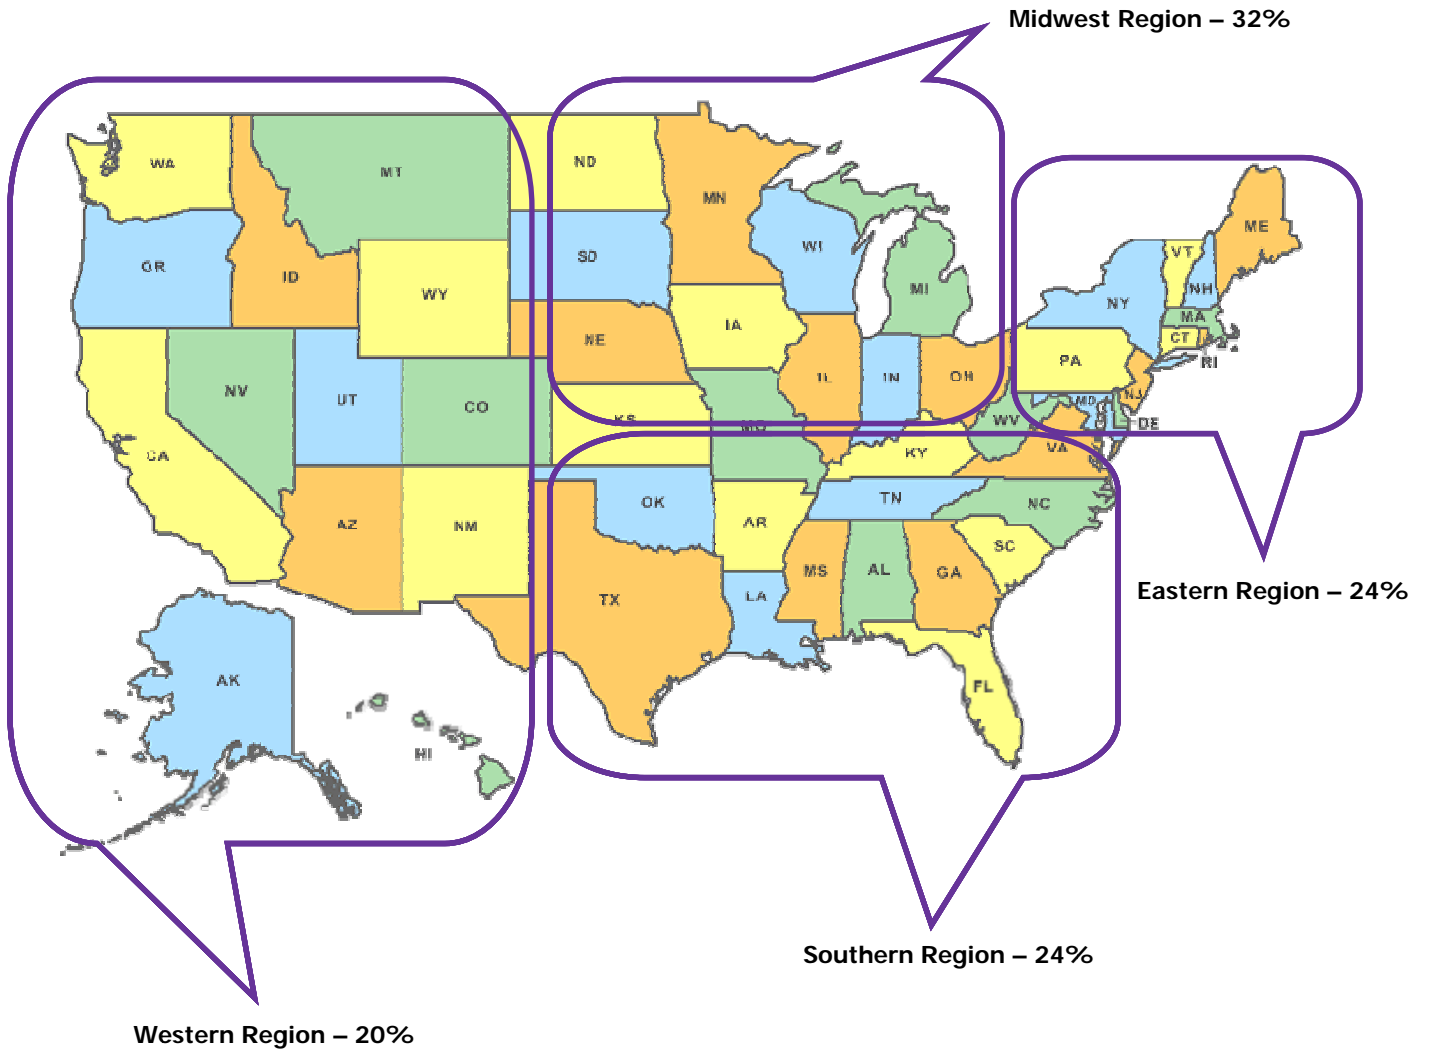 Midwest Region – 32%
WA
MT
ND
MN
OR
ID
WY
SD
WI
MI
NY
VT
NH
ME
MA
CT
RI
NV
UT
CO
NE
IA
IL
IN
OH
PA
NJ
MD
DE
CA
KS
MO
KY
WV
VA
AZ
NM
OK
AR
TN
NC
SC
TX
LA
MS
AL
GA
FL
AK
HI
Eastern Region – 24%
Southern Region – 24%
Western Region – 20%